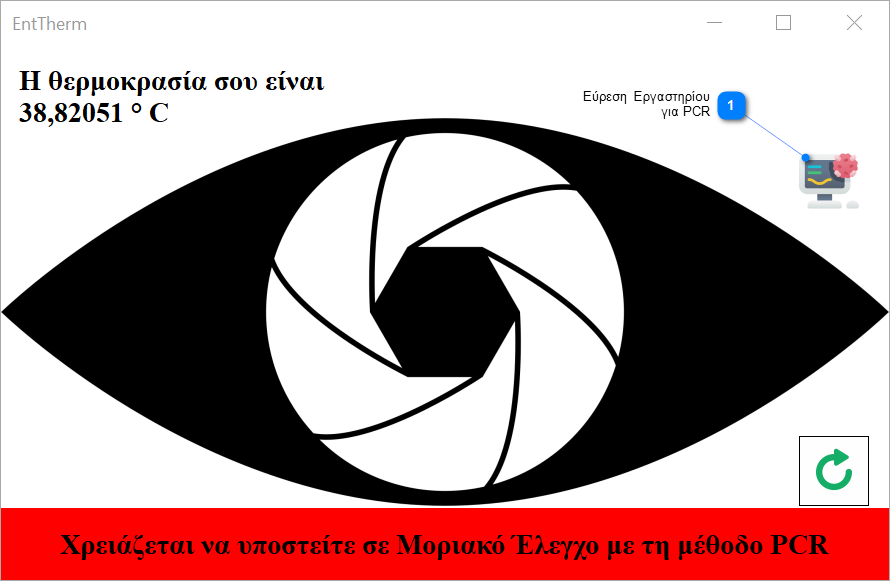 EntTherm
Η θερμοκρασία σου είναι
38,82051 ° C
Εύρεση Εργαστηρίου
για PCR
1
Χρειάζεται να υποστείτε σε Μοριακό Έλεγχο με τη μέθοδο PCR